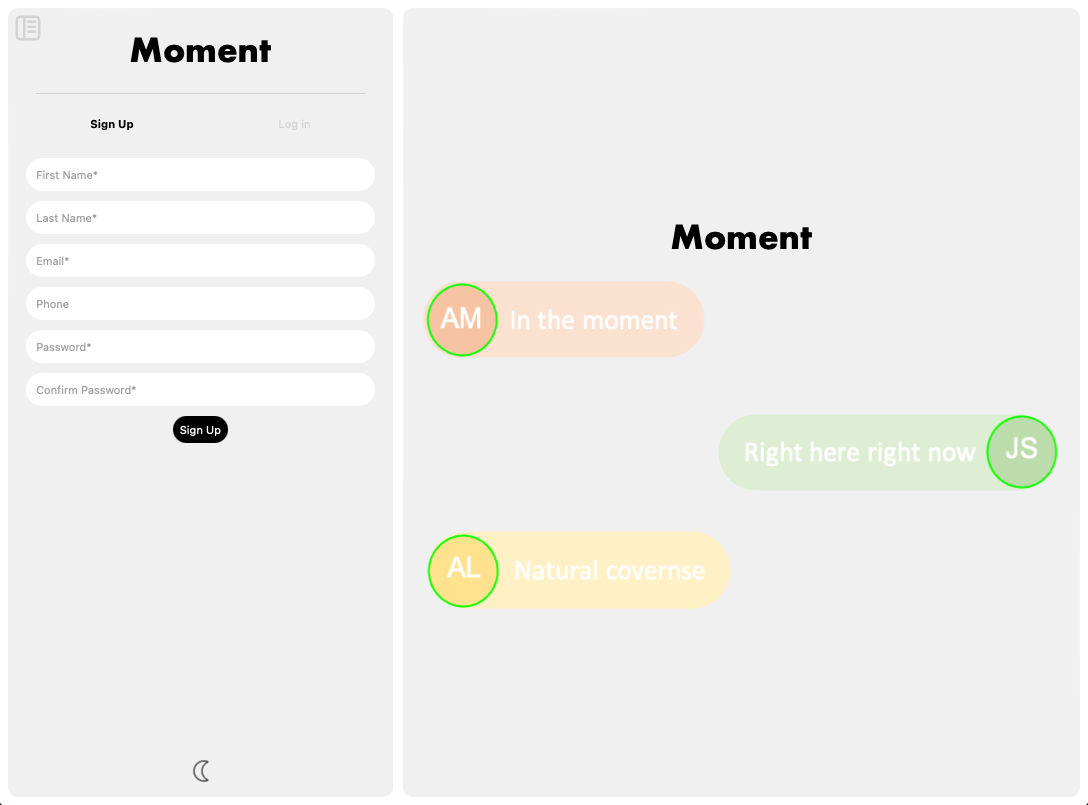 Moment
Sign Up
Log in
First Name*
Last Name*
Email*
Phone
Password*
Confirm Password*
Sign Up
Moment
AM In the moment
Right here right now JS
AL Natural covernse